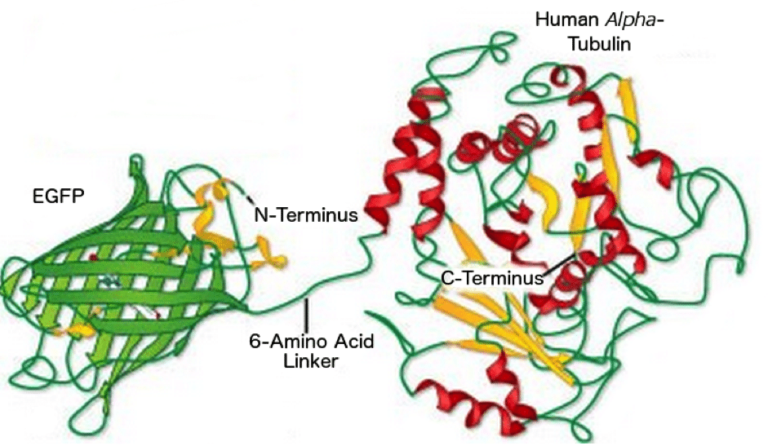 Human Alpha-
Tubulin
EGFP
N-Terminus
C-Terminus
6-Amino Acid
Linker